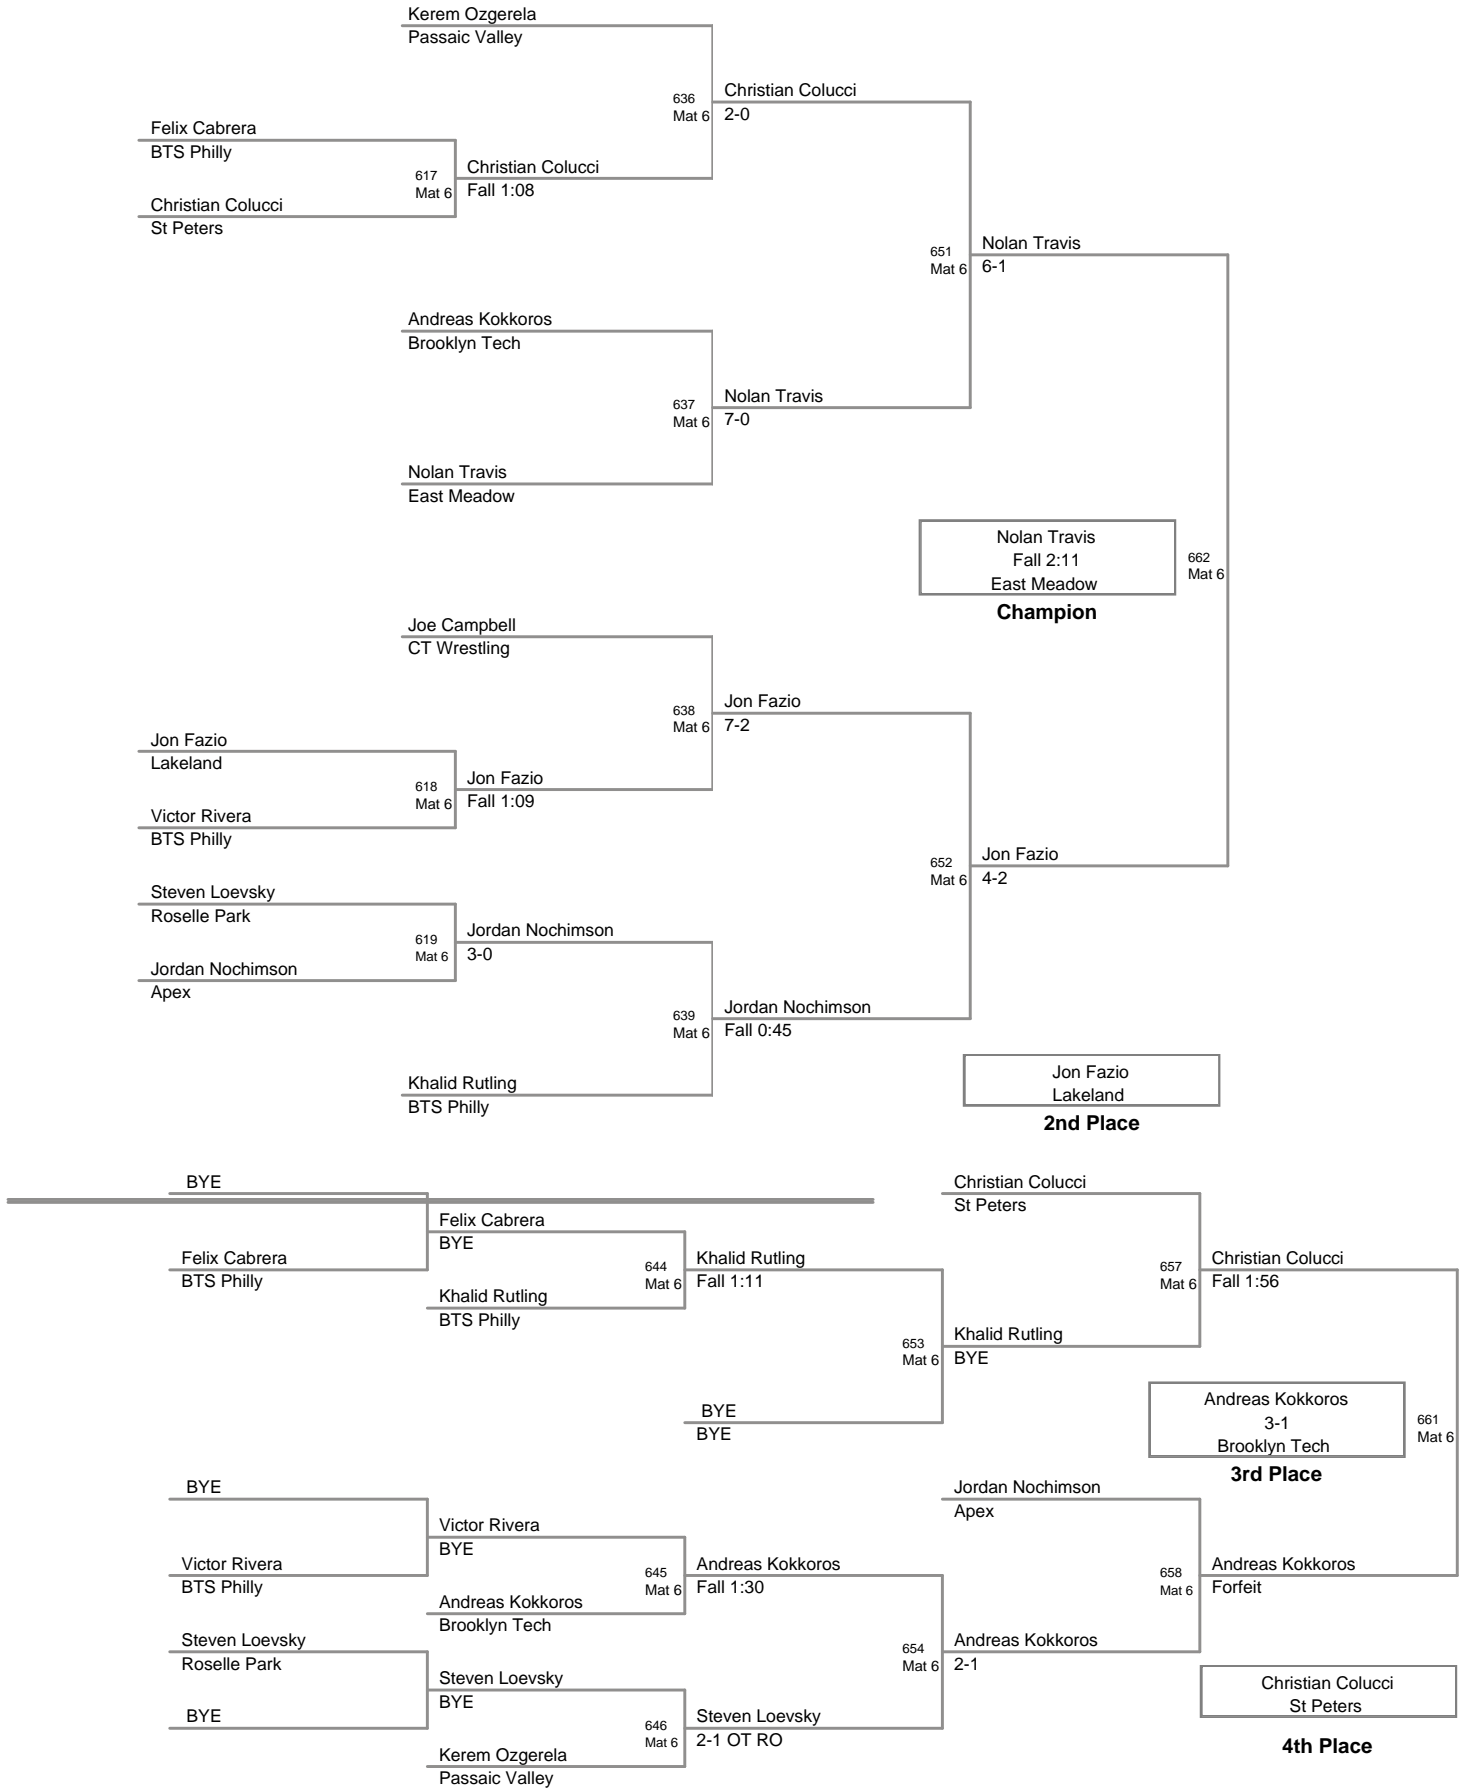 Kerem Ozgerela
Passaic Valley
636
Mat 6
Christian Colucci
2-0
Felix Cabrera
BTS Philly
617
Mat 6
Christian Colucci
Fall 1:08
Christian Colucci
St Peters
651
Mat 6
Nolan Travis
6-1
Andreas Kokkoros
Brooklyn Tech
637
Mat 6
Nolan Travis
7-0
Nolan Travis
East Meadow
Nolan Travis
Fall 2:11
East Meadow
Champion
662
Mat 6
Joe Campbell
CT Wrestling
638
Mat 6
Jon Fazio
7-2
Jon Fazio
Lakeland
618
Mat 6
Jon Fazio
Fall 1:09
Victor Rivera
BTS Philly
652
Mat 6
Jon Fazio
4-2
Steven Loevsky
Roselle Park
619
Mat 6
Jordan Nochimson
3-0
Jordan Nochimson
Apex
639
Mat 6
Jordan Nochimson
Fall 0:45
Khalid Rutling
BTS Philly
Jon Fazio
Lakeland
2nd Place
BYE
Christian Colucci
St Peters
Felix Cabrera
BYE
Felix Cabrera
BTS Philly
644
Mat 6
Khalid Rutling
Fall 1:11
657
Mat 6
Christian Colucci
Fall 1:56
Khalid Rutling
BTS Philly
653
Mat 6
Khalid Rutling
BYE
BYE
BYE
Andreas Kokkoros
3-1
Brooklyn Tech
3rd Place
661
Mat 6
BYE
Jordan Nochimson
Apex
Victor Rivera
BYE
Victor Rivera
BTS Philly
645
Mat 6
Andreas Kokkoros
Fall 1:30
658
Mat 6
Andreas Kokkoros
Forfeit
Andreas Kokkoros
Brooklyn Tech
Steven Loevsky
Roselle Park
654
Mat 6
Andreas Kokkoros
2-1
Steven Loevsky
BYE
BYE
646
Mat 6
Steven Loevsky
2-1 OT RO
Kerem Ozgerela
Passaic Valley
Christian Colucci
St Peters
4th Place